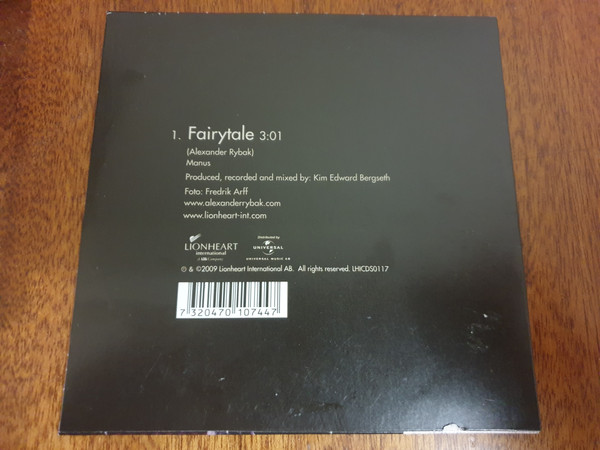 1. Fairytale 3:01
(Alexander Rybak)
Manus
Produced, recorded and mixed by: Kim Edward Bergseth
Foto: Fredrik Arff
www.alexanderrybak.com
www.lionheart-int.com
LIONHEART
international
Distributed by
UNIVERSAL
UNIVERSAL MUSIC AB
℗ & ©2009 Lionheart International AB. All rights reserved. LHICDS0117
7 320470 107447